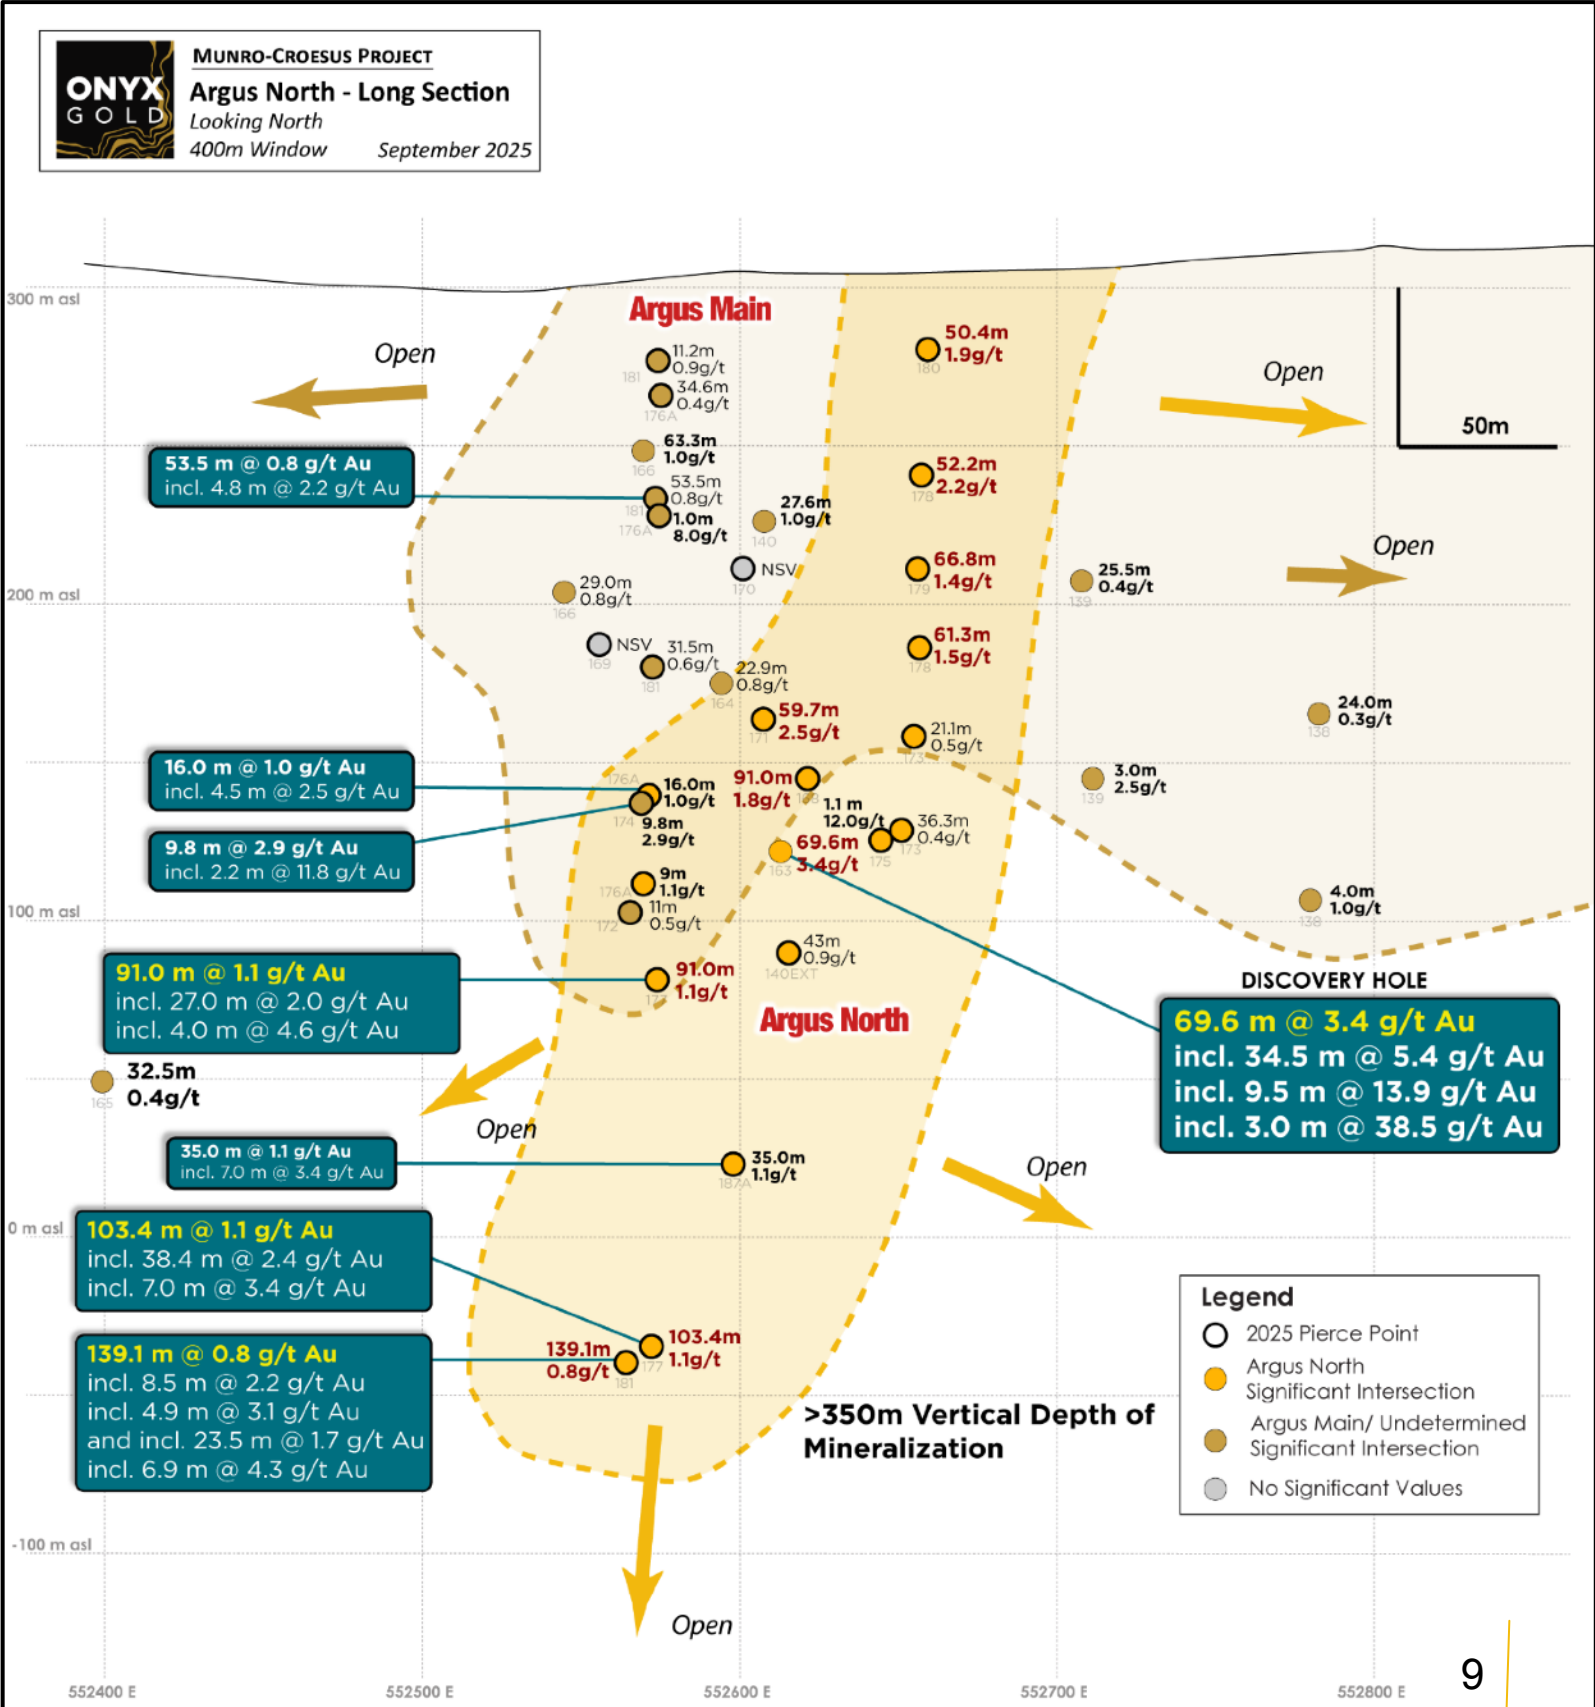 ONYX
GOLD
MUNRO-CROESUS PROJECT
Argus North - Long Section
Looking North
400m Window September 2025
300 m asl
Argus Main
Open
Open
50m
50.4m
1.9g/t
180
11.2m
0.9g/t
181
34.6m
0.4g/t
176A
63.3m
1.0g/t
166
53.5 m @ 0.8 g/t Au
incl. 4.8 m @ 2.2 g/t Au
53.5m
0.8g/t
181
1.0m
8.0g/t
176A
27.6m
1.0g/t
140
52.2m
2.2g/t
178
NSV
170
66.8m
1.4g/t
179
Open
25.5m
0.4g/t
139
200 m asl
29.0m
0.8g/t
166
NSV
169
31.5m
0.6g/t
181
22.9m
0.8g/t
164
61.3m
1.5g/t
178
59.7m
2.5g/t
171
21.1m
0.5g/t
173
24.0m
0.3g/t
138
16.0 m @ 1.0 g/t Au
incl. 4.5 m @ 2.5 g/t Au
176A
16.0m
1.0g/t
174
9.8m
2.9g/t
91.0m
1.8g/t
3.0m
2.5g/t
139
1.1 m
12.0g/t
175
36.3m
0.4g/t
173
9.8 m @ 2.9 g/t Au
incl. 2.2 m @ 11.8 g/t Au
69.6m
3.4g/t
163
9m
1.1g/t
176A
11m
0.5g/t
172
4.0m
1.0g/t
138
100 m asl
43m
0.9g/t
140EXT
91.0 m @ 1.1 g/t Au
incl. 27.0 m @ 2.0 g/t Au
incl. 4.0 m @ 4.6 g/t Au
91.0m
1.1g/t
Argus North
DISCOVERY HOLE
69.6 m @ 3.4 g/t Au
incl. 34.5 m @ 5.4 g/t Au
incl. 9.5 m @ 13.9 g/t Au
incl. 3.0 m @ 38.5 g/t Au
32.5m
0.4g/t
165
Open
35.0 m @ 1.1 g/t Au
incl. 7.0 m @ 3.4 g/t Au
35.0m
1.1g/t
187A
Open
0 m asl
103.4 m @ 1.1 g/t Au
incl. 38.4 m @ 2.4 g/t Au
incl. 7.0 m @ 3.4 g/t Au
139.1m
0.8g/t
181
103.4m
1.1g/t
177
139.1 m @ 0.8 g/t Au
incl. 8.5 m @ 2.2 g/t Au
incl. 4.9 m @ 3.1 g/t Au
and incl. 23.5 m @ 1.7 g/t Au
incl. 6.9 m @ 4.3 g/t Au
>350m Vertical Depth of
Mineralization
Legend
2025 Pierce Point
Argus North
Significant Intersection
Argus Main/ Undetermined
Significant Intersection
No Significant Values
-100 m asl
Open
552400 E
552500 E
552600 E
552700 E
552800 E
9